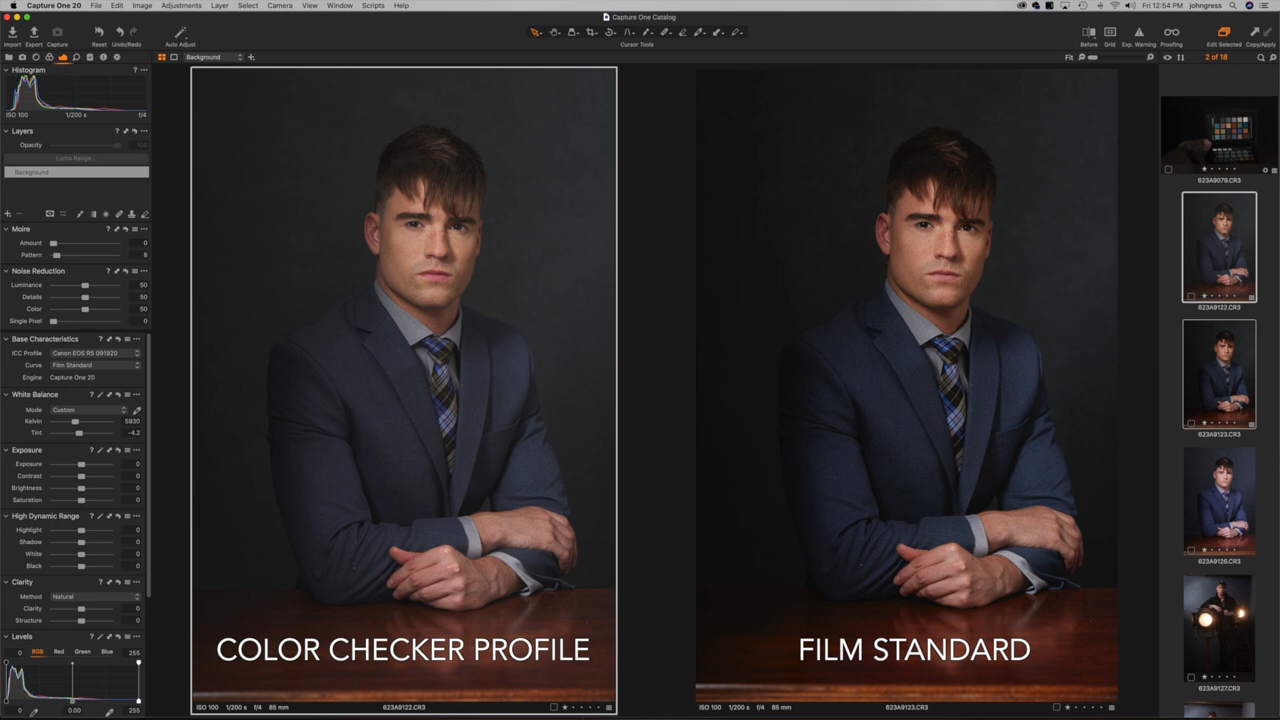 Capture One 20 File Edit Image Adjustments Layer Select Camera View Window Scripts Help
Fri 12:54 PM johngress
Capture One Catalog
Import Export Capture Reset Undo/Redo Auto Adjust
Cursor Tools
Before Grid Exp. Warning Proofing Edit Selected Copy/Apply
Background
Fit
2 of 18
Histogram
ISO 100 1/200 s f/4
Layers
Opacity 100
Luma Range...
Background
Moire
Amount 0
Pattern 8
Noise Reduction
Luminance 50
Details 50
Color 50
Single Pixel 0
Base Characteristics
ICC Profile Canon EOS R5 091920
Curve Film Standard
Engine Capture One 20
White Balance
Mode Custom
Kelvin 5930
Tint -4.2
Exposure
Exposure 0
Contrast 0
Brightness 0
Saturation 0
High Dynamic Range
Highlight 0
Shadow 0
White 0
Black 0
Clarity
Method Natural
Clarity 0
Structure 0
Levels
0 RGB Red Green Blue 255
0 0.00 255
COLOR CHECKER PROFILE
ISO 100 1/200 s f/4 85 mm 623A9122.CR3
FILM STANDARD
ISO 100 1/200 s f/4 85 mm 623A9123.CR3
623A9079.CR3
623A9122.CR3
623A9123.CR3
623A9126.CR3
623A9127.CR3